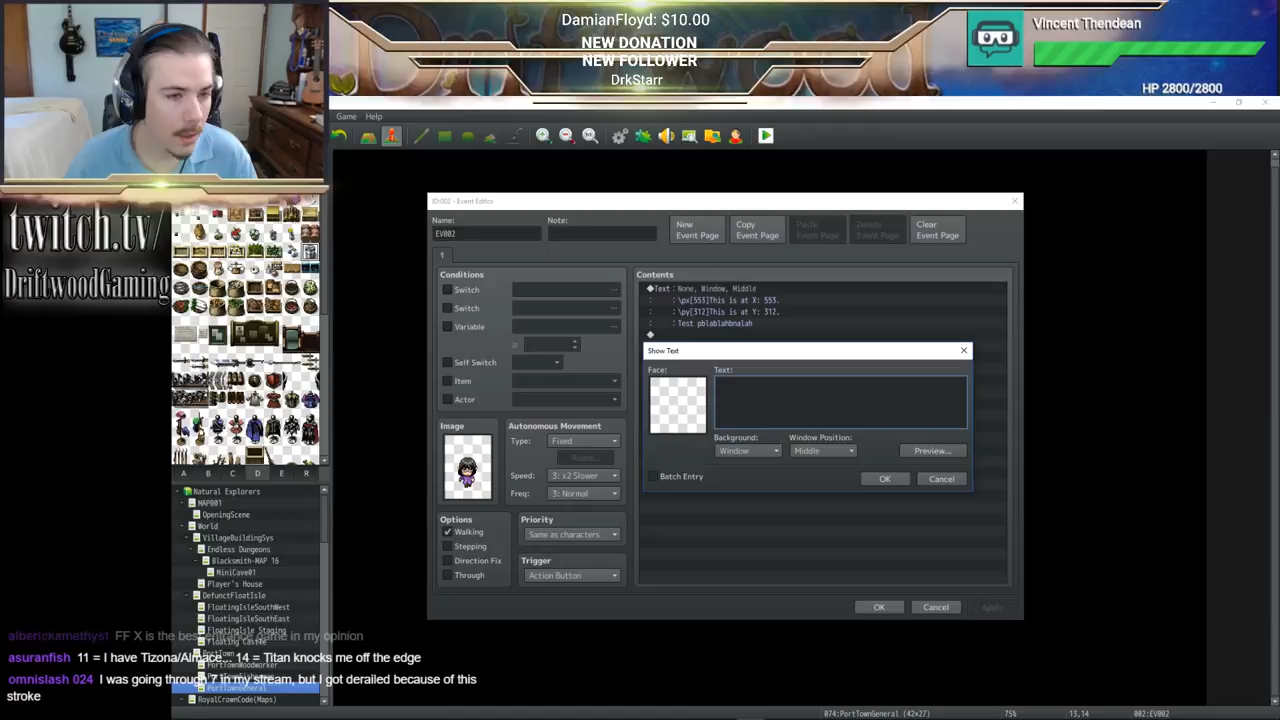 DamianFloyd: $10.00
NEW DONATION
NEW FOLLOWER
DrkStarr
Vincent Thendean
HP 2800/2800
twitch.tv/
DriftwoodGaming
Game Help
ID:002 - Event Editor
Name:
Note:
EV002
New Event Page
Copy Event Page
Paste Event Page
Delete Event Page
Clear Event Page
1
Conditions
Switch
Switch
Variable
≥
Self Switch
Item
Actor
Image
Autonomous Movement
Type: Fixed
Route...
Speed: 3: x2 Slower
Freq: 3: Normal
Options
Walking
Stepping
Direction Fix
Through
Priority
Same as characters
Trigger
Action Button
Contents
◆Text : None, Window, Middle
: : \px[553]This is at X: 553.
: : \py[312]This is at Y: 312.
: : Test pblablahbnalah
◆
Show Text
Face:
Text:
Background:
Window
Window Position:
Middle
Preview...
Batch Entry
OK
Cancel
OK
Cancel
Apply
A B C D E R
Natural Explorers
MAP001
OpeningScene
World
VillageBuildingSys
Endless Dungeons
Blacksmith-MAP 16
MiniCave01
Player's House
DefunctFloatIsle
FloatingIsleSouthWest
FloatingIsleSouthEast
FloatingIsle Staging
Floating Castle
PortTown
PortTownWoodworker
PortTownGeneral
RoyalCrownCode(Maps)
alberickamethyst FF X is the best entrance game in my opinion
asuranfish 11 = I have Tizona/Almace... 14 = Titan knocks me off the edge
omnislash 024 I was going through 7 in my stream, but I got derailed because of this
stroke
074:PortTownGeneral (42x27)
75%
13,14
002:EV002